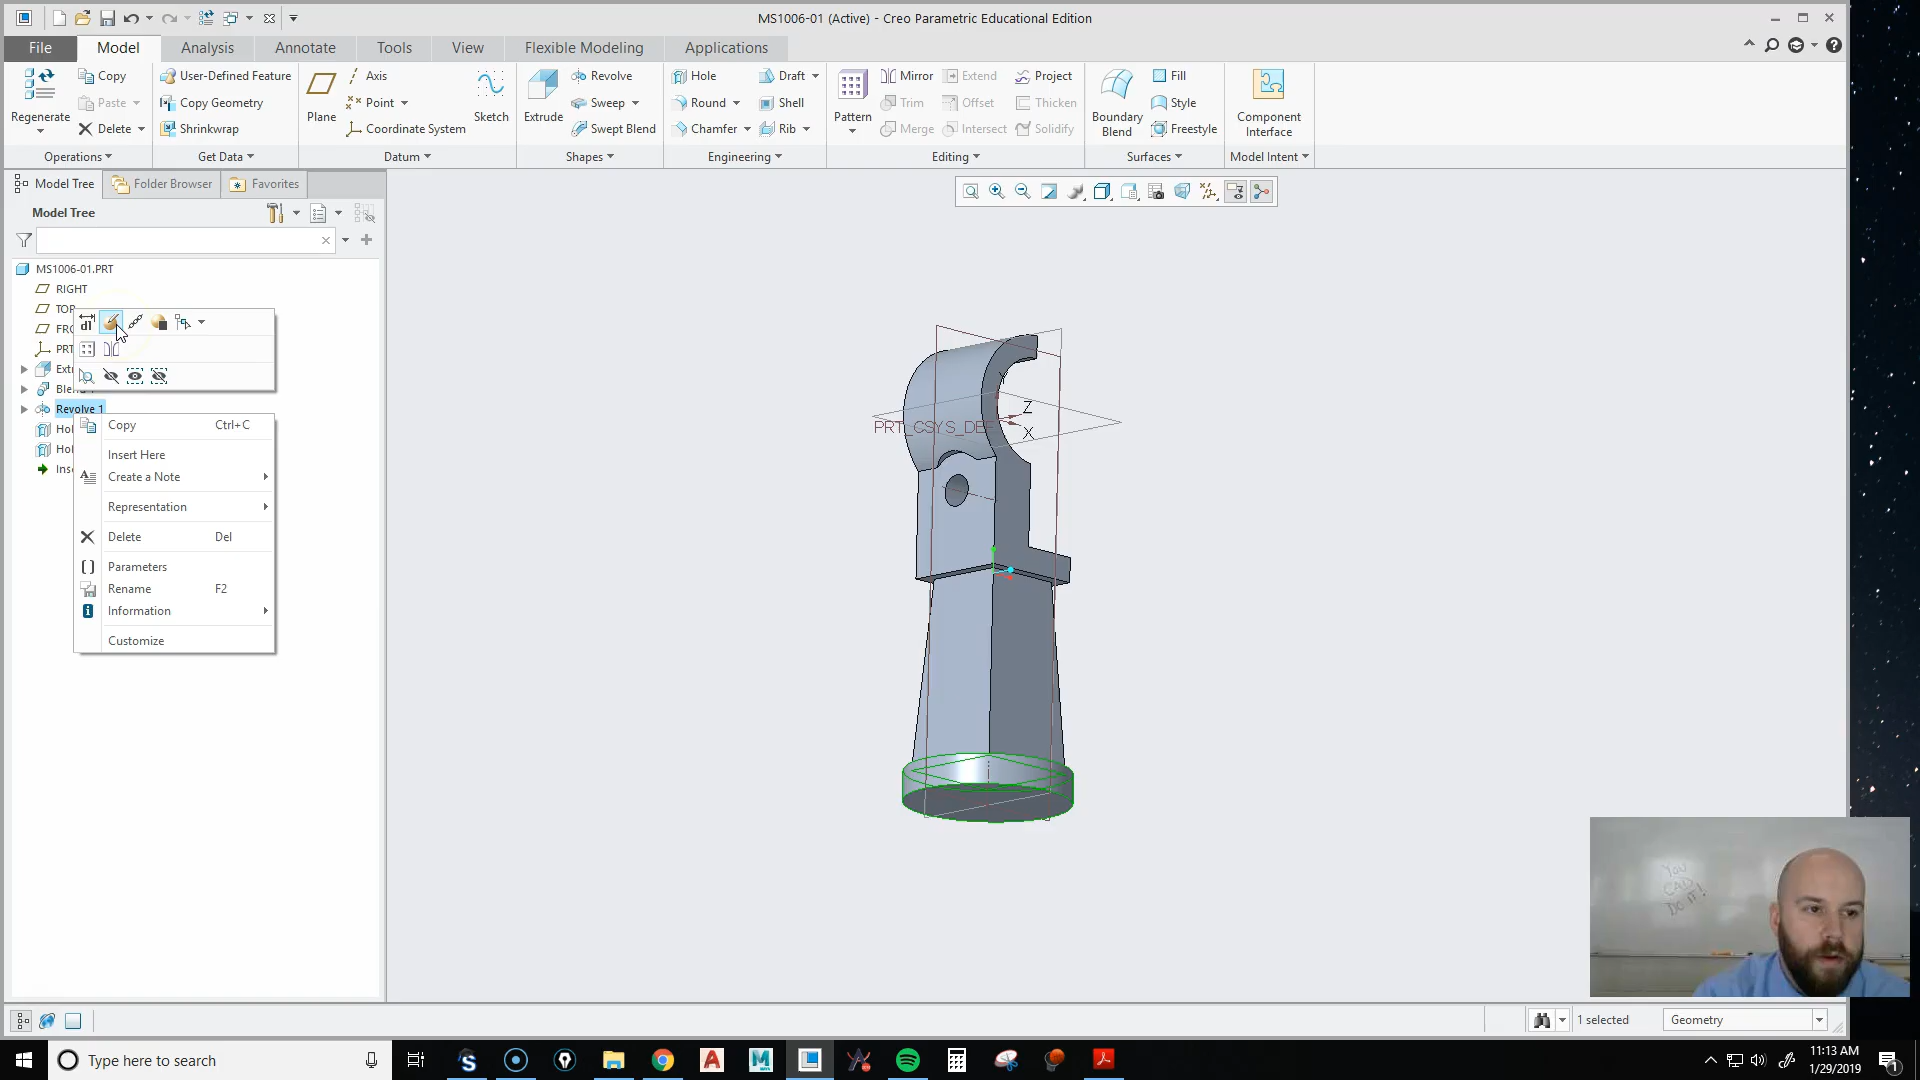 MS1006-01 (Active) - Creo Parametric Educational Edition
File
Model
Analysis
Annotate
Tools
View
Flexible Modeling
Applications
Regenerate
Copy
Paste
Delete
Operations
User-Defined Feature
Copy Geometry
Shrinkwrap
Get Data
Plane
Axis
Point
Coordinate System
Sketch
Datum
Extrude
Revolve
Sweep
Swept Blend
Shapes
Hole
Round
Chamfer
Draft
Shell
Rib
Engineering
Pattern
Mirror
Trim
Merge
Extend
Offset
Intersect
Project
Thicken
Solidify
Editing
Boundary
Blend
Fill
Style
Freestyle
Surfaces
Component
Interface
Model Intent
Model Tree
Folder Browser
Favorites
Model Tree
MS1006-01.PRT
RIGHT
Revolve 1
Copy Ctrl+C
Insert Here
Create a Note
Representation
Delete Del
Parameters
Rename F2
Information
Customize
Y
Z
X
PRT_CSYS_DEF
YOU
CAD
DO IT!
1 selected
Geometry
Type here to search
11:13 AM
1/29/2019